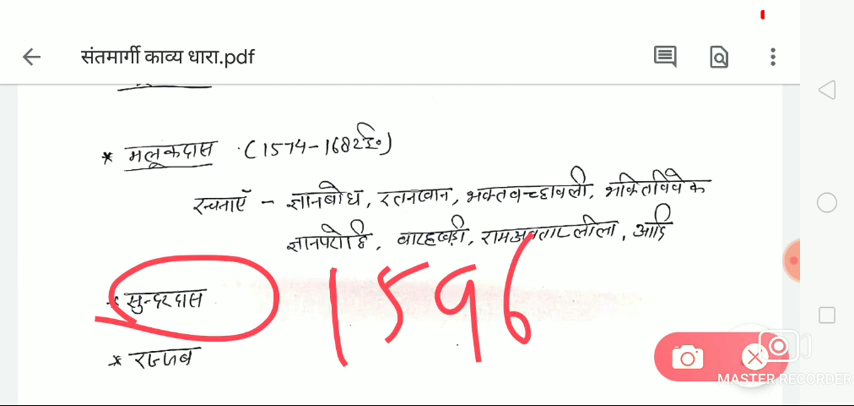 संतमार्गी काव्य धारा.pdf
* मलूकदास (1574-1682ई०)
रचनाएँ - ज्ञानबोध, रतनखान, भक्तवच्छावली, भक्तिविवेक
ज्ञानपरोछि, बारहखड़ी, रामअवतारलीला, आदि
* सुन्दरदास 1596
* रज्जब
MASTER RECORDER